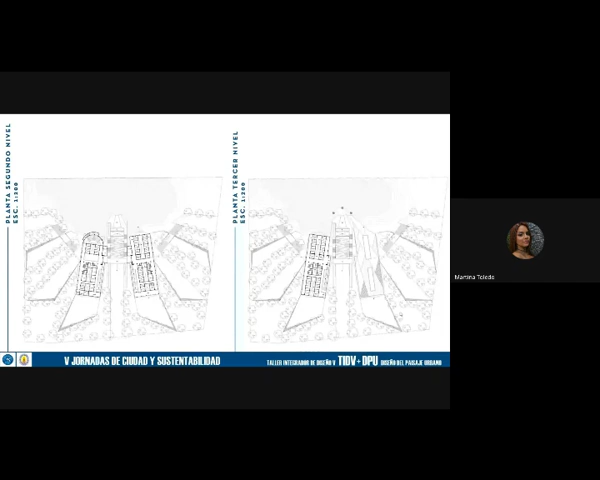 PLANTA SEGUNDO NIVEL
ESC. 1:200
PLANTA TERCER NIVEL
ESC. 1:200
Martina Toledo
V JORNADAS DE CIUDAD Y SUSTENTABILIDAD
TALLER INTEGRADOR DE DISEÑO V TIDV + DPU DISEÑO DEL PAISAJE URBANO